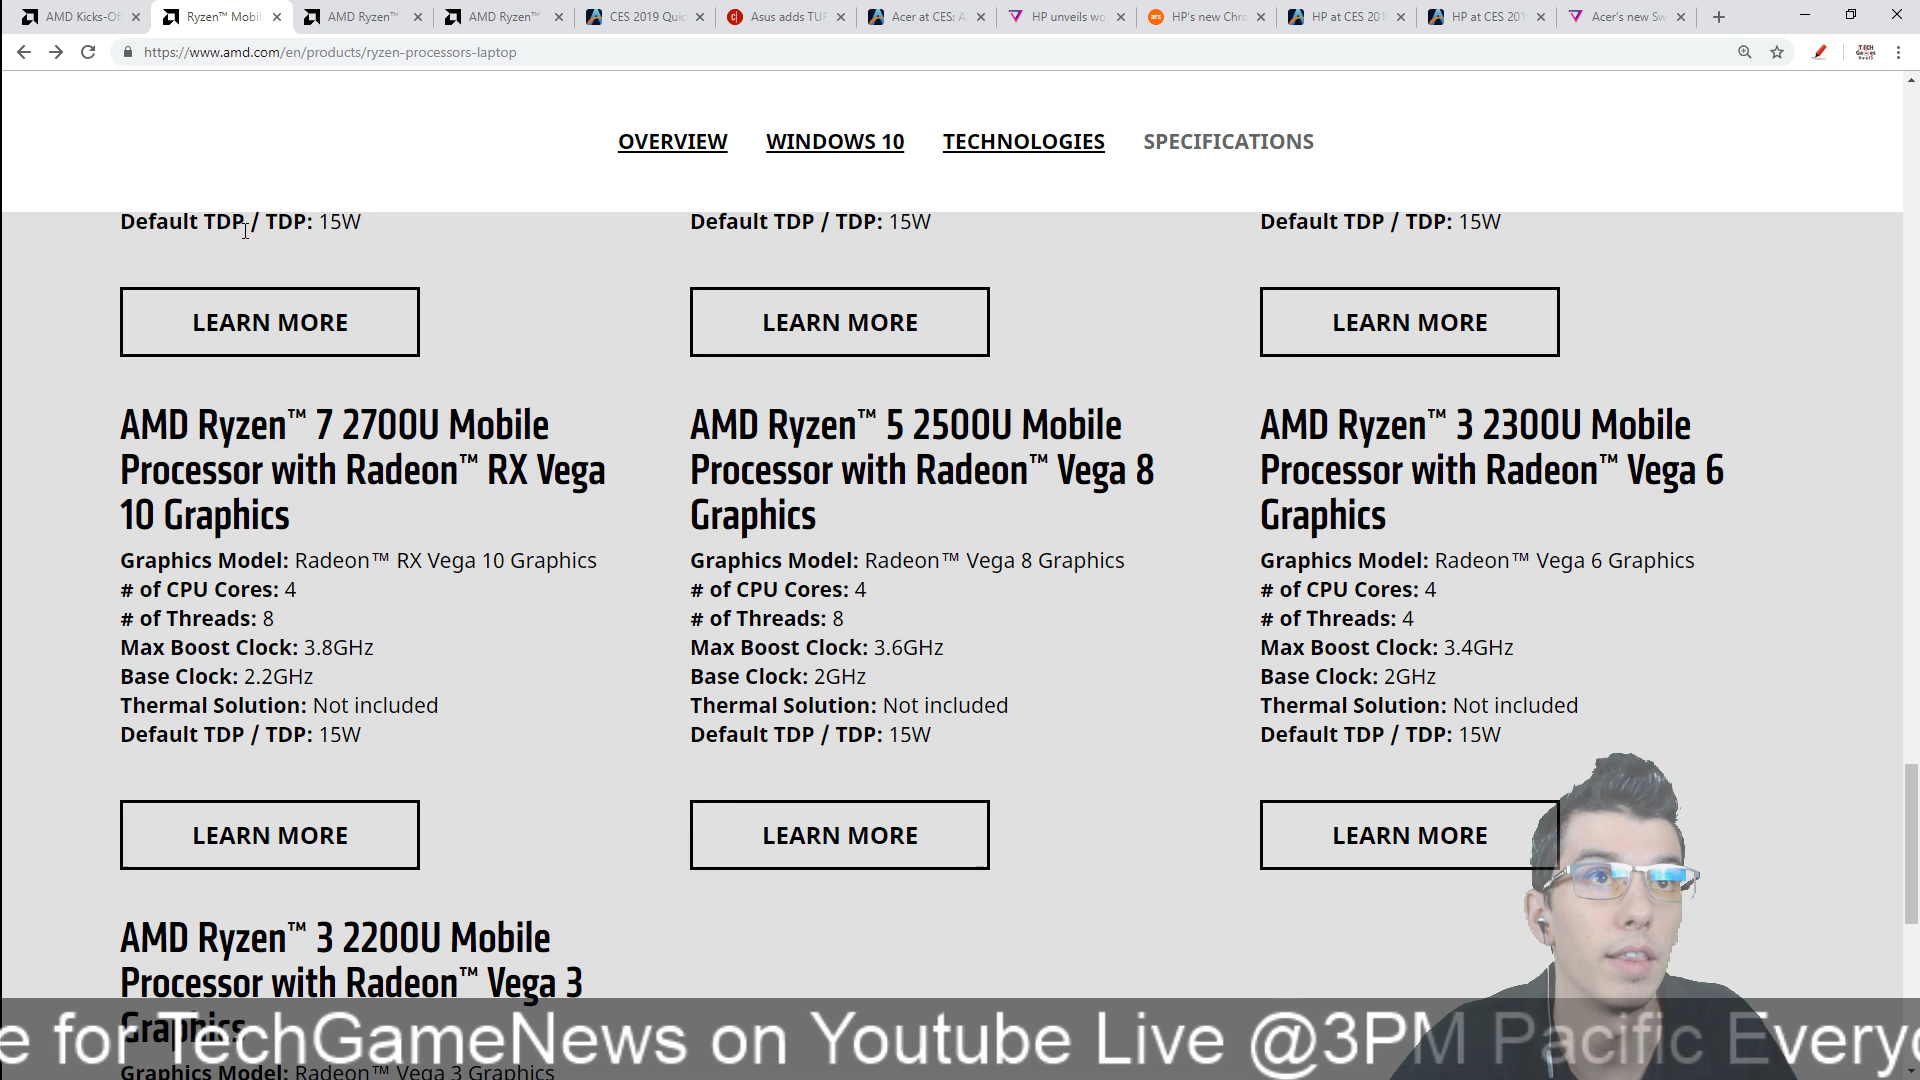 AMD Kicks-Of
Ryzen™ Mobil
AMD Ryzen™
AMD Ryzen™
CES 2019 Quic
Asus adds TUF
Acer at CES: A
HP unveils wo
HP's new Chro
HP at CES 201
HP at CES 201
Acer's new Sw
https://www.amd.com/en/products/ryzen-processors-laptop
OVERVIEW WINDOWS 10 TECHNOLOGIES SPECIFICATIONS
Default TDP / TDP: 15W
Default TDP / TDP: 15W
Default TDP / TDP: 15W
LEARN MORE
LEARN MORE
LEARN MORE
AMD Ryzen™ 7 2700U Mobile
Processor with Radeon™ RX Vega
10 Graphics
Graphics Model: Radeon™ RX Vega 10 Graphics
# of CPU Cores: 4
# of Threads: 8
Max Boost Clock: 3.8GHz
Base Clock: 2.2GHz
Thermal Solution: Not included
Default TDP / TDP: 15W
LEARN MORE
AMD Ryzen™ 5 2500U Mobile
Processor with Radeon™ Vega 8
Graphics
Graphics Model: Radeon™ Vega 8 Graphics
# of CPU Cores: 4
# of Threads: 8
Max Boost Clock: 3.6GHz
Base Clock: 2GHz
Thermal Solution: Not included
Default TDP / TDP: 15W
LEARN MORE
AMD Ryzen™ 3 2300U Mobile
Processor with Radeon™ Vega 6
Graphics
Graphics Model: Radeon™ Vega 6 Graphics
# of CPU Cores: 4
# of Threads: 4
Max Boost Clock: 3.4GHz
Base Clock: 2GHz
Thermal Solution: Not included
Default TDP / TDP: 15W
LEARN MORE
AMD Ryzen™ 3 2200U Mobile
Processor with Radeon™ Vega 3
Graphics
Graphics Model: Radeon™ Vega 3 Graphics
e for TechGameNews on Youtube Live @3PM Pacific Everyd